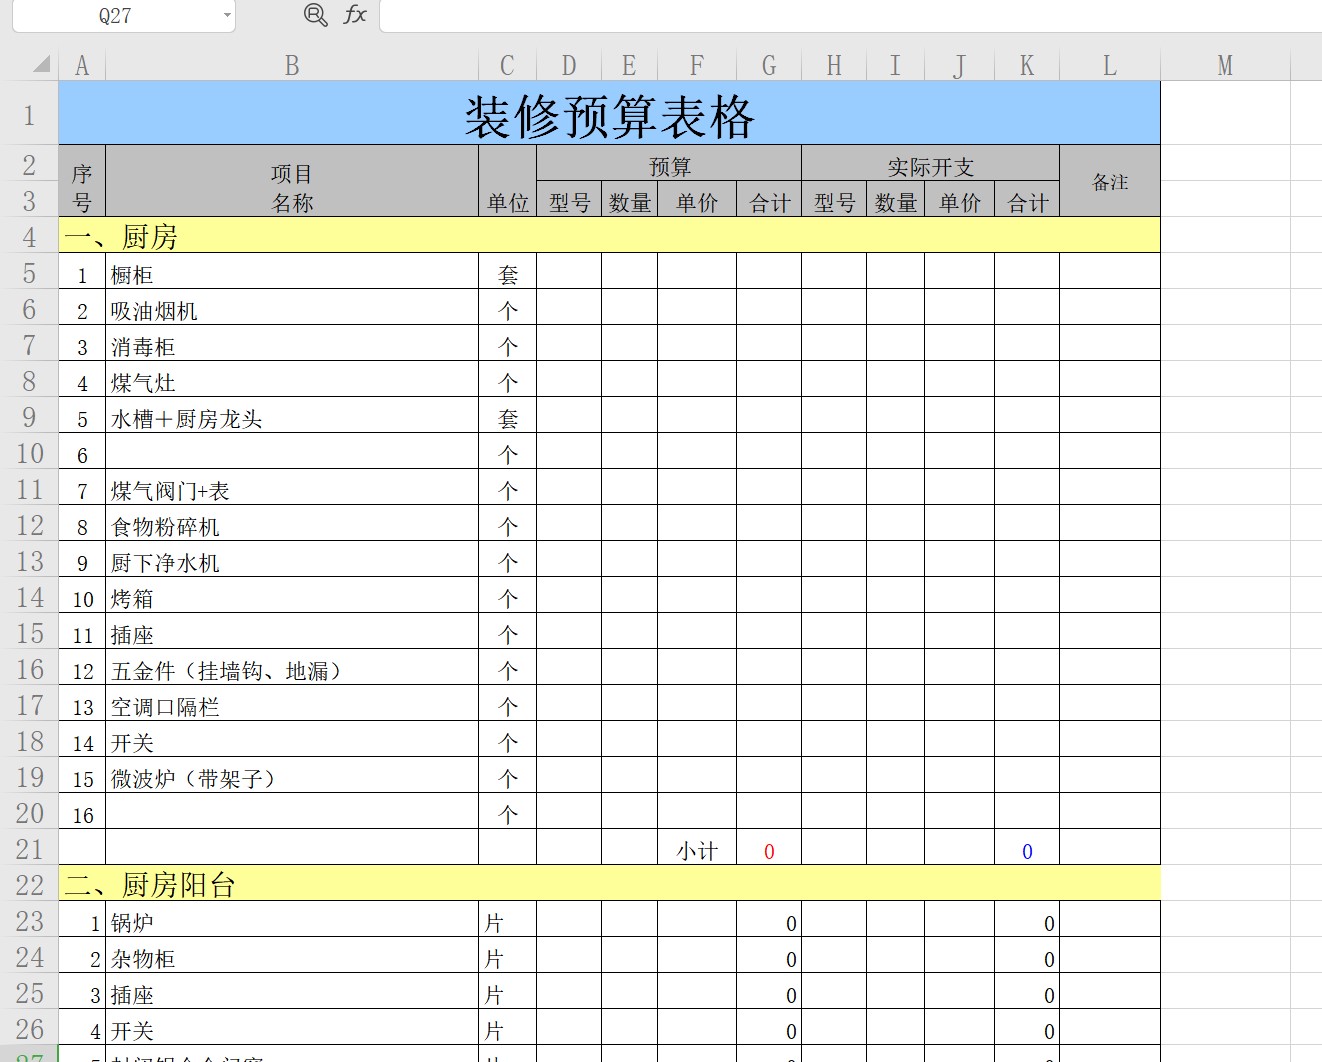 Q27 fx
A B C D E F G H I J K L M
1 装修预算表格
2 序 项目 预算 实际开支 备注
3 号 名称 单位 型号 数量 单价 合计 型号 数量 单价 合计
4 一、厨房
5 1 橱柜 套
6 2 吸油烟机 个
7 3 消毒柜 个
8 4 煤气灶 个
9 5 水槽＋厨房龙头 套
10 6 个
11 7 煤气阀门+表 个
12 8 食物粉碎机 个
13 9 厨下净水机 个
14 10 烤箱 个
15 11 插座 个
16 12 五金件（挂墙钩、地漏） 个
17 13 空调口隔栏 个
18 14 开关 个
19 15 微波炉（带架子） 个
20 16 个
21 小计 0 0
22 二、厨房阳台
23 1 锅炉 片 0 0
24 2 杂物柜 片 0 0
25 3 插座 片 0 0
26 4 开关 片 0 0